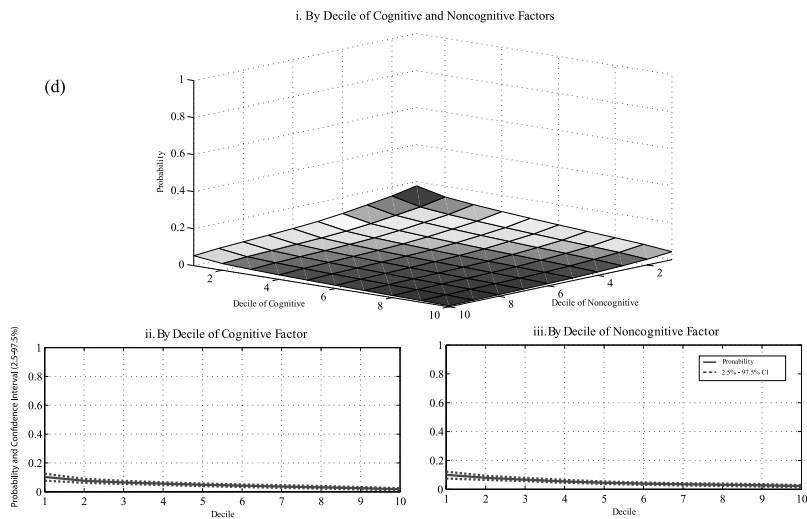 i. By Decile of Cognitive and Noncognitive Factors
(d)
1
0.8
0.6
0.4
0.2
0
Probability
2
4
6
8
10
Decile of Cognitive
10
8
6
4
2
Decile of Noncognitive
ii. By Decile of Cognitive Factor
Probability and Confidence Interval (2.5-97.5%)
1
0.8
0.6
0.4
0.2
0
1 2 3 4 5 6 7 8 9 10
Decile
iii. By Decile of Noncognitive Factor
Pronability
2.5% - 97.5% CI
1
0.8
0.6
0.4
0.2
0
1 2 3 4 5 6 7 8 9 10
Decile